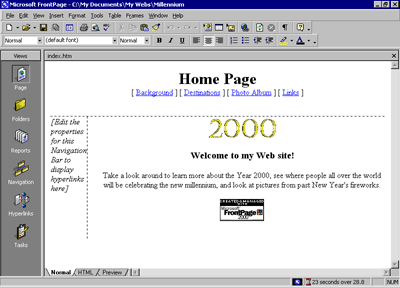 Microsoft FrontPage - C:\My Documents\My Webs\Millennium
File Edit View Insert Format Tools Table Frames Window Help
Normal (default font) Normal B I U
Views
index.htm
Page
Folders
Reports
Navigation
Hyperlinks
Tasks
Home Page
[ Background ] [ Destinations ] [ Photo Album ] [ Links ]
[Edit the
properties
for this
Navigation
Bar to
display
hyperlinks
here]
2000
Welcome to my Web site!
Take a look around to learn more about the Year 2000, see where people all over the world
will be celebrating the new millennium, and look at pictures from past New Year's fireworks.
Microsoft
FrontPage
2000
Normal HTML Preview
23 seconds over 28.8
NUM